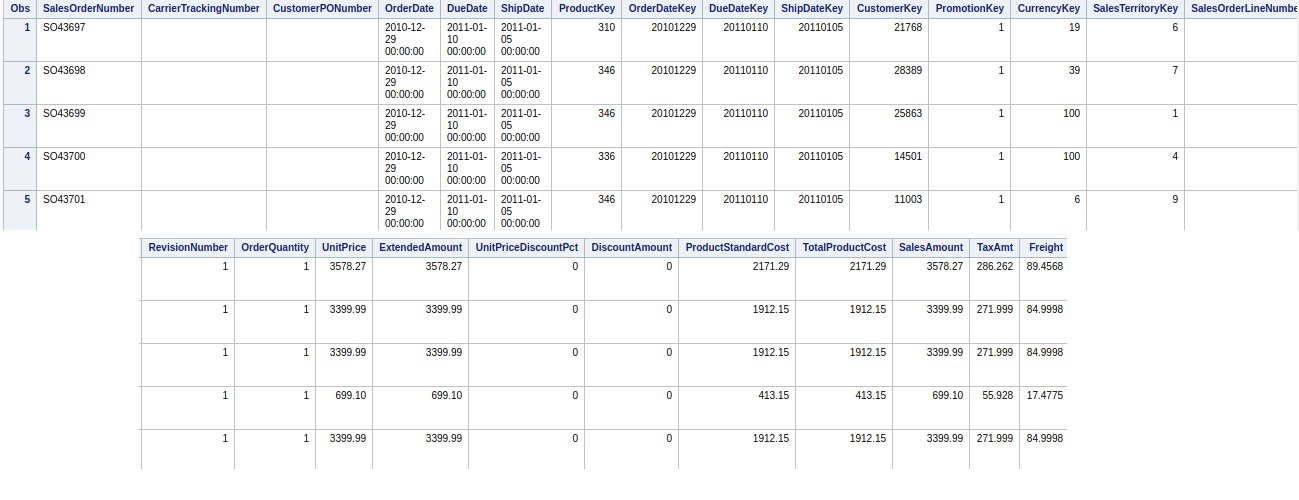 Obs SalesOrderNumber CarrierTrackingNumber CustomerPONumber OrderDate DueDate ShipDate ProductKey OrderDateKey DueDateKey ShipDateKey CustomerKey PromotionKey CurrencyKey SalesTerritoryKey SalesOrderLineNumbe
1 SO43697 2010-12- 2011-01- 2011-01- 310 20101229 20110110 20110105 21768 1 19 6
29 10 05
00:00:00 00:00:00 00:00:00
2 SO43698 2010-12- 2011-01- 2011-01- 346 20101229 20110110 20110105 28389 1 39 7
29 10 05
00:00:00 00:00:00 00:00:00
3 SO43699 2010-12- 2011-01- 2011-01- 346 20101229 20110110 20110105 25863 1 100 1
29 10 05
00:00:00 00:00:00 00:00:00
4 SO43700 2010-12- 2011-01- 2011-01- 336 20101229 20110110 20110105 14501 1 100 4
29 10 05
00:00:00 00:00:00 00:00:00
5 SO43701 2010-12- 2011-01- 2011-01- 346 20101229 20110110 20110105 11003 1 6 9
29 10 05
00:00:00 00:00:00 00:00:00
RevisionNumber OrderQuantity UnitPrice ExtendedAmount UnitPriceDiscountPct DiscountAmount ProductStandardCost TotalProductCost SalesAmount TaxAmt Freight
1 1 3578.27 3578.27 0 0 2171.29 2171.29 3578.27 286.262 89.4568
1 1 3399.99 3399.99 0 0 1912.15 1912.15 3399.99 271.999 84.9998
1 1 3399.99 3399.99 0 0 1912.15 1912.15 3399.99 271.999 84.9998
1 1 699.10 699.10 0 0 413.15 413.15 699.10 55.928 17.4775
1 1 3399.99 3399.99 0 0 1912.15 1912.15 3399.99 271.999 84.9998